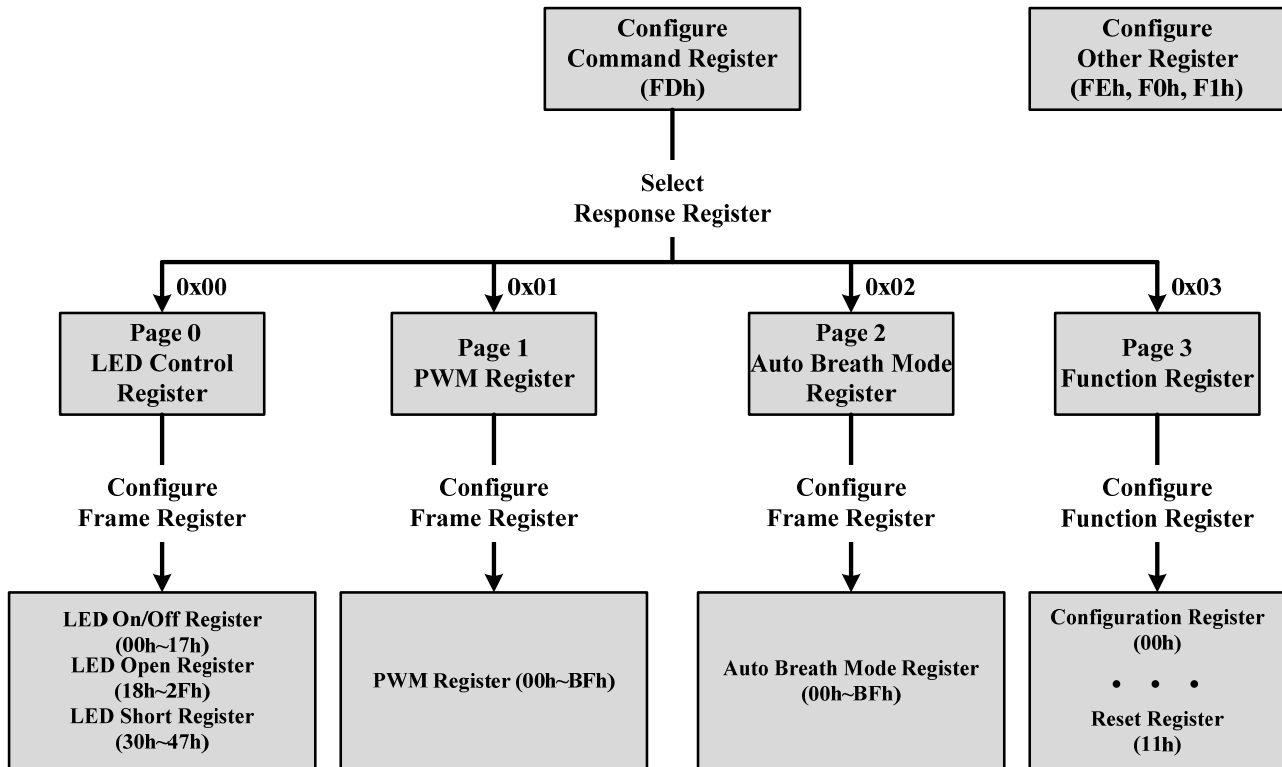 Configure
Command Register
(FDh)
Configure
Other Register
(FEh, F0h, F1h)
Select
Response Register
0x00
0x01
0x02
0x03
Page 0
LED Control
Register
Page 1
PWM Register
Page 2
Auto Breath Mode
Register
Page 3
Function Register
Configure
Frame Register
Configure
Frame Register
Configure
Frame Register
Configure
Function Register
LED On/Off Register
(00h~17h)
LED Open Register
(18h~2Fh)
LED Short Register
(30h~47h)
PWM Register (00h~BFh)
Auto Breath Mode Register
(00h~BFh)
Configuration Register
(00h)
• • •
Reset Register
(11h)